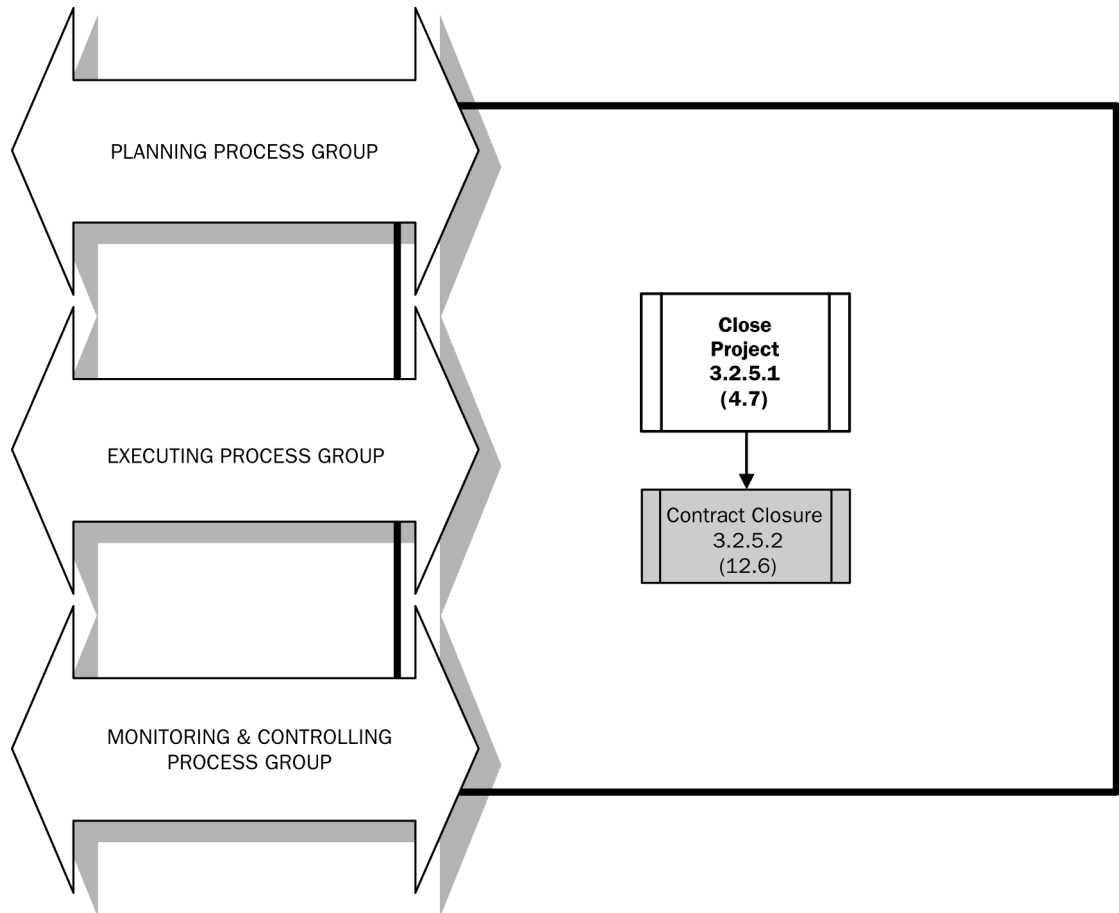 PLANNING PROCESS GROUP
Close
Project
3.2.5.1
(4.7)
EXECUTING PROCESS GROUP
Contract Closure
3.2.5.2
(12.6)
MONITORING & CONTROLLING
PROCESS GROUP